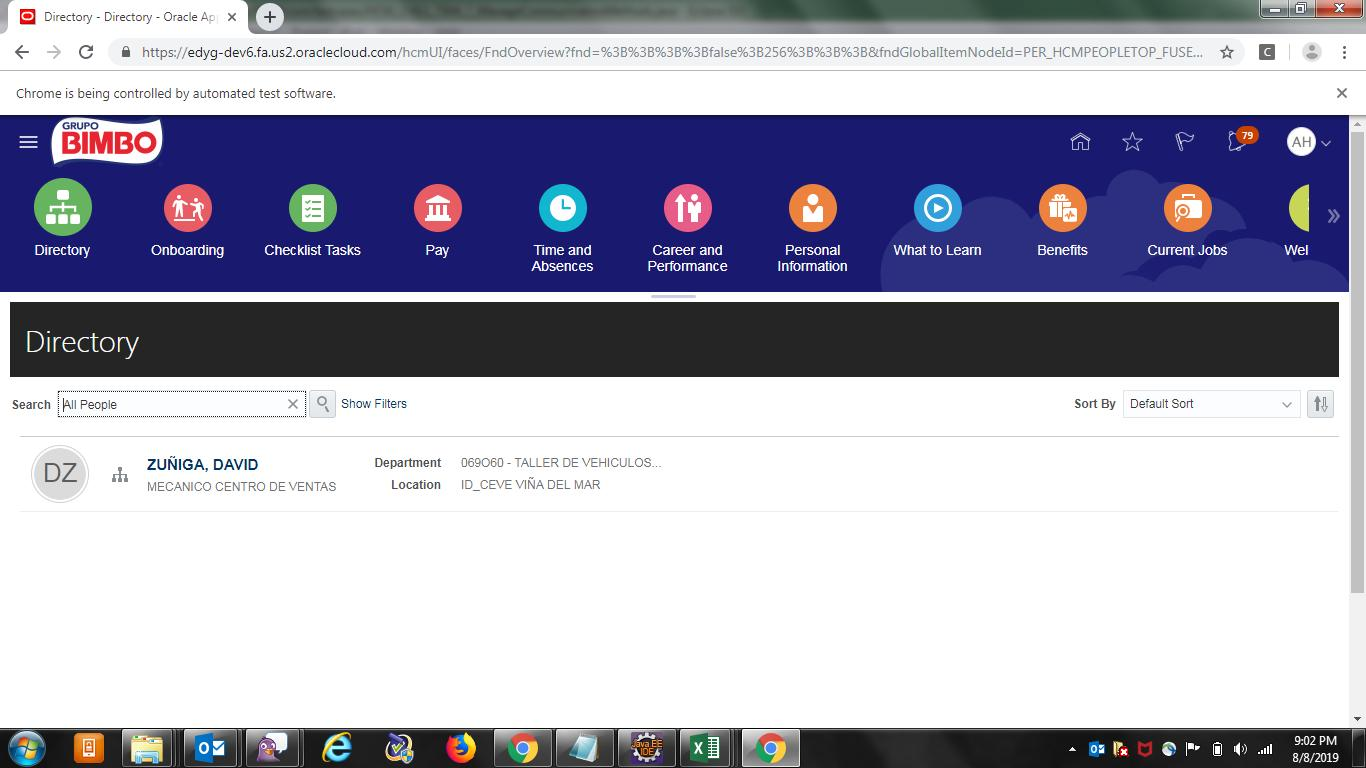 Directory - Directory - Oracle Ap
https://edyg-dev6.fa.us2.oraclecloud.com/hcmUI/faces/FndOverview?fnd=%3B%3B%3B%3Bfalse%3B256%3B%3B%3B&fndGlobalItemNodeId=PER_HCMPEOPLETOP_FUSE...
C
Chrome is being controlled by automated test software.
GRUPO
BIMBO
79
AH
Directory
Onboarding
Checklist Tasks
Pay
Time and
Absences
Career and
Performance
Personal
Information
What to Learn
Benefits
Current Jobs
Wel
Directory
Search
All People
Show Filters
Sort By
Default Sort
DZ
ZUÑIGA, DAVID
MECANICO CENTRO DE VENTAS
Department
069O60 - TALLER DE VEHICULOS...
Location
ID_CEVE VIÑA DEL MAR
Java EE
IDE
9:02 PM
8/8/2019